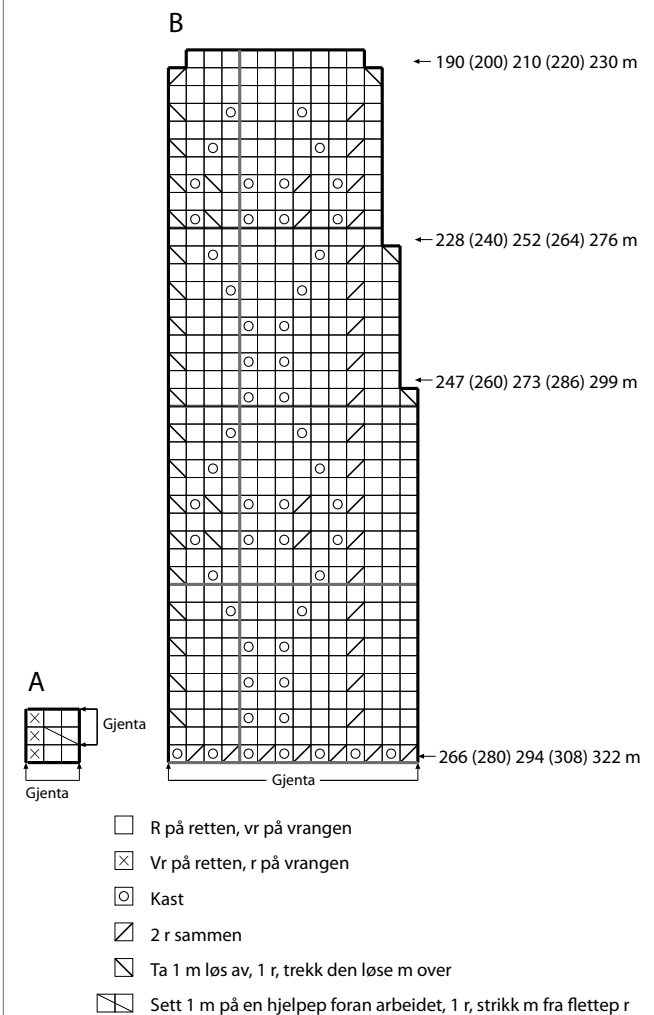 B
← 190 (200) 210 (220) 230 m
← 228 (240) 252 (264) 276 m
← 247 (260) 273 (286) 299 m
A
Gjenta
Gjenta
← 266 (280) 294 (308) 322 m
Gjenta
R på retten, vr på vrangen
Vr på retten, r på vrangen
Kast
2 r sammen
Ta 1 m løs av, 1 r, trekk den løse m over
Sett 1 m på en hjelpep foran arbeidet, 1 r, strikk m fra flettep r